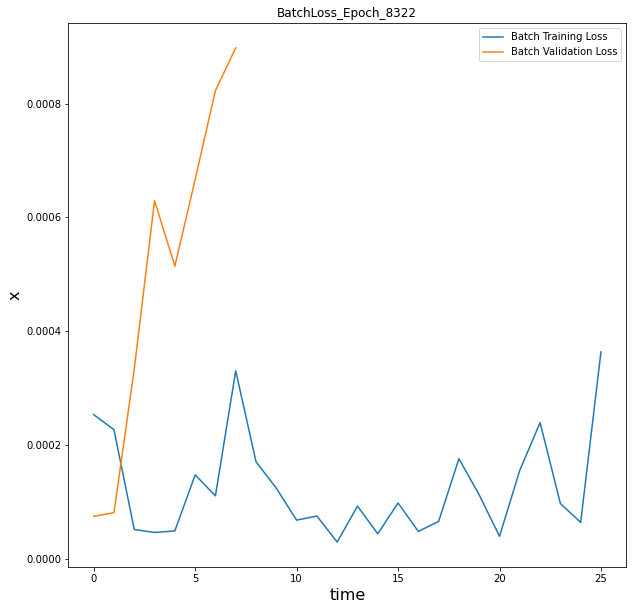 BatchLoss_Epoch_8322
Batch Training Loss
Batch Validation Loss
0.0008
0.0006
0.0004
0.0002
0.0000
x
0
5
10
15
20
25
time